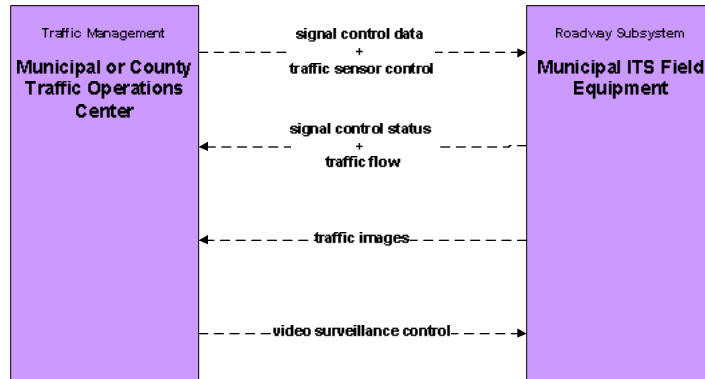 Traffic Management
Municipal or County
Traffic Operations
Center
signal control data
+
traffic sensor control
signal control status
+
traffic flow
traffic images
video surveillance control
Roadway Subsystem
Municipal ITS Field
Equipment